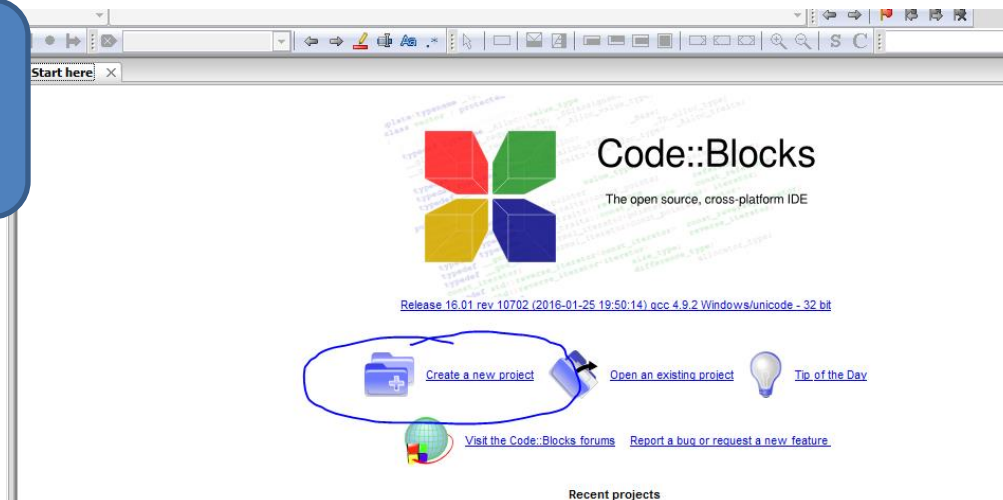 Start here
Code::Blocks
The open source, cross-platform IDE
Release 16.01 rev 10702 (2016-01-25 19:50:14) gcc 4.9.2 Windows/unicode - 32 bit
Create a new project Open an existing project Tip of the Day
Visit the Code::Blocks forums Report a bug or request a new feature
Recent projects